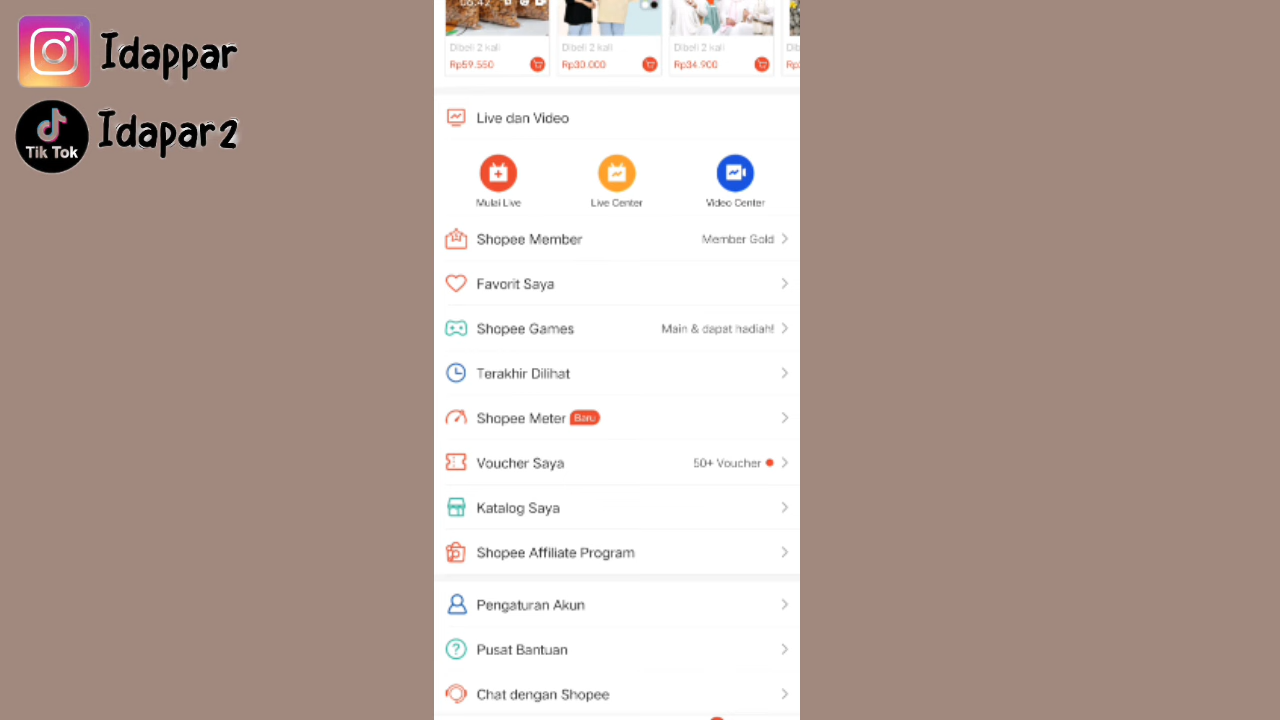 Idappar
Tik Tok
Idapar2
Dibeli 2 kali
Dibeli 2 kali
Dibeli 2 kali
Rp59.550
Rp30.000
Rp34.900
Live dan Video
Mulai Live
Live Center
Video Center
Shopee Member
Member Gold
Favorit Saya
Shopee Games
Main & dapat hadiah!
Terakhir Dilihat
Shopee Meter Baru
Voucher Saya
50+ Voucher
Katalog Saya
Shopee Affiliate Program
Pengaturan Akun
Pusat Bantuan
Chat dengan Shopee